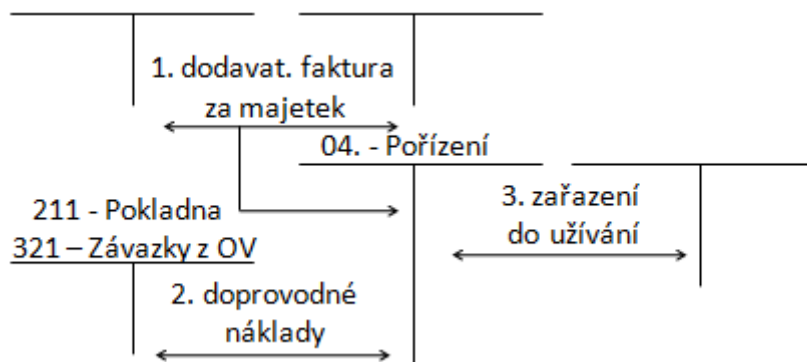 1. dodavat. faktura
za majetek
04. - Pořízení
211 - Pokladna
321 – Závazky z OV
3. zařazení
do užívání
2. doprovodné
náklady